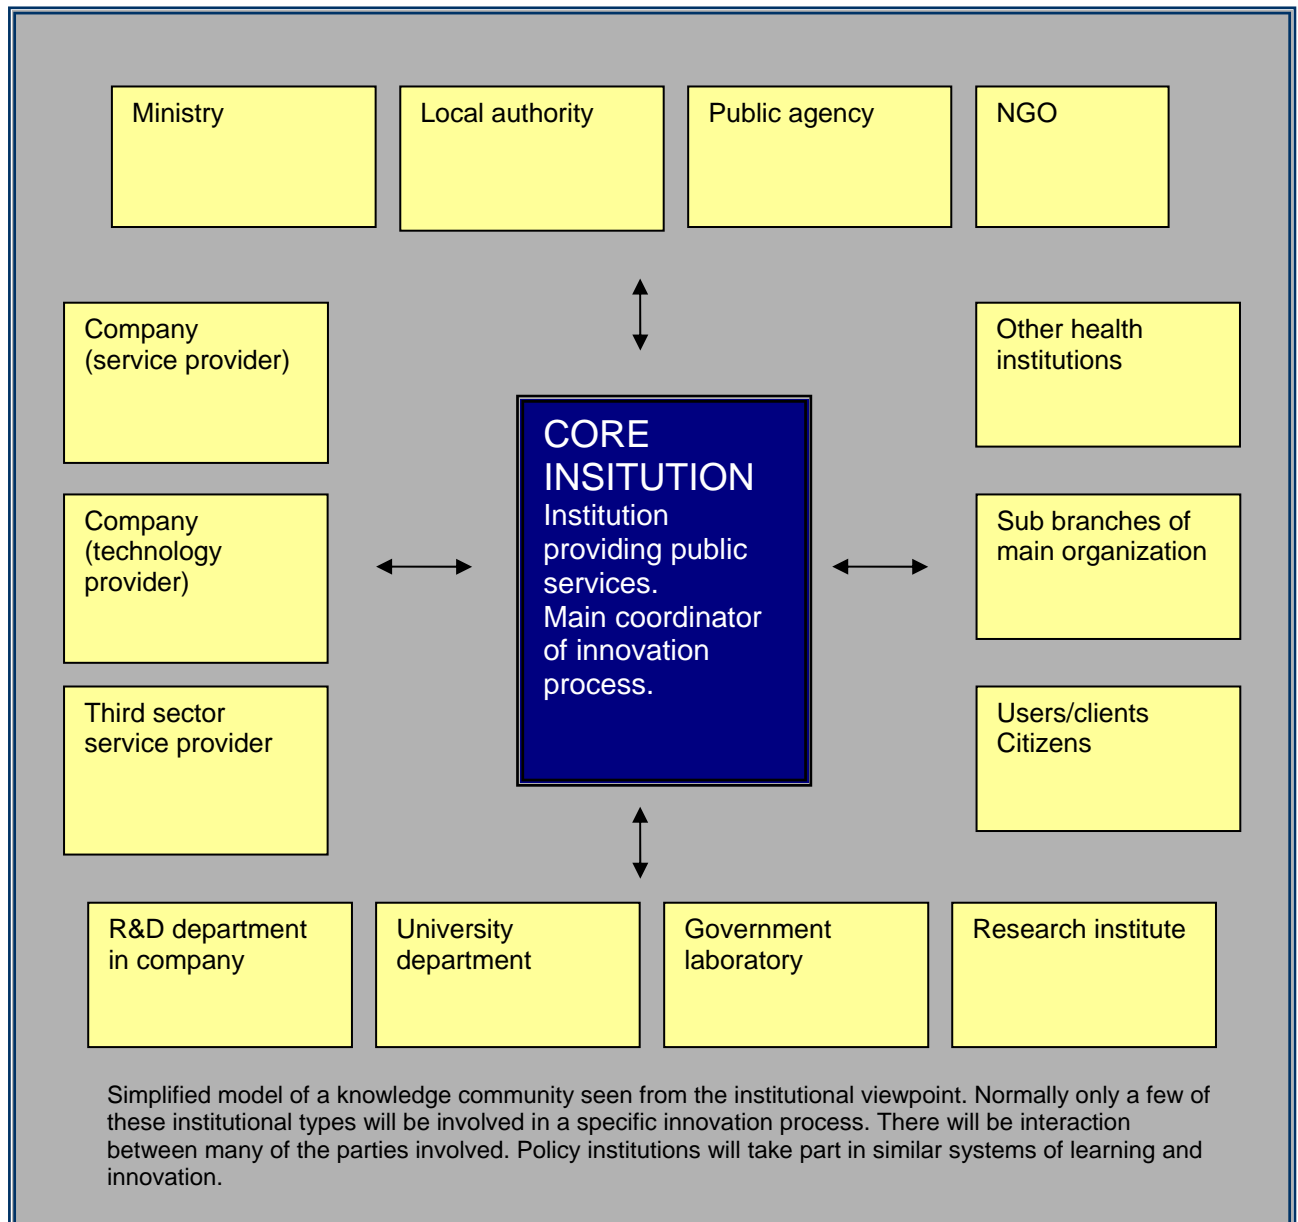 Ministry
Local authority
Public agency
NGO
Company
(service provider)
Other health
institutions
CORE
INSITUTION
Institution
providing public
services.
Main coordinator
of innovation
process.
Company
(technology
provider)
Sub branches of
main organization
Third sector
service provider
Users/clients
Citizens
R&D department
in company
University
department
Government
laboratory
Research institute
Simplified model of a knowledge community seen from the institutional viewpoint. Normally only a few of
these institutional types will be involved in a specific innovation process. There will be interaction
between many of the parties involved. Policy institutions will take part in similar systems of learning and
innovation.